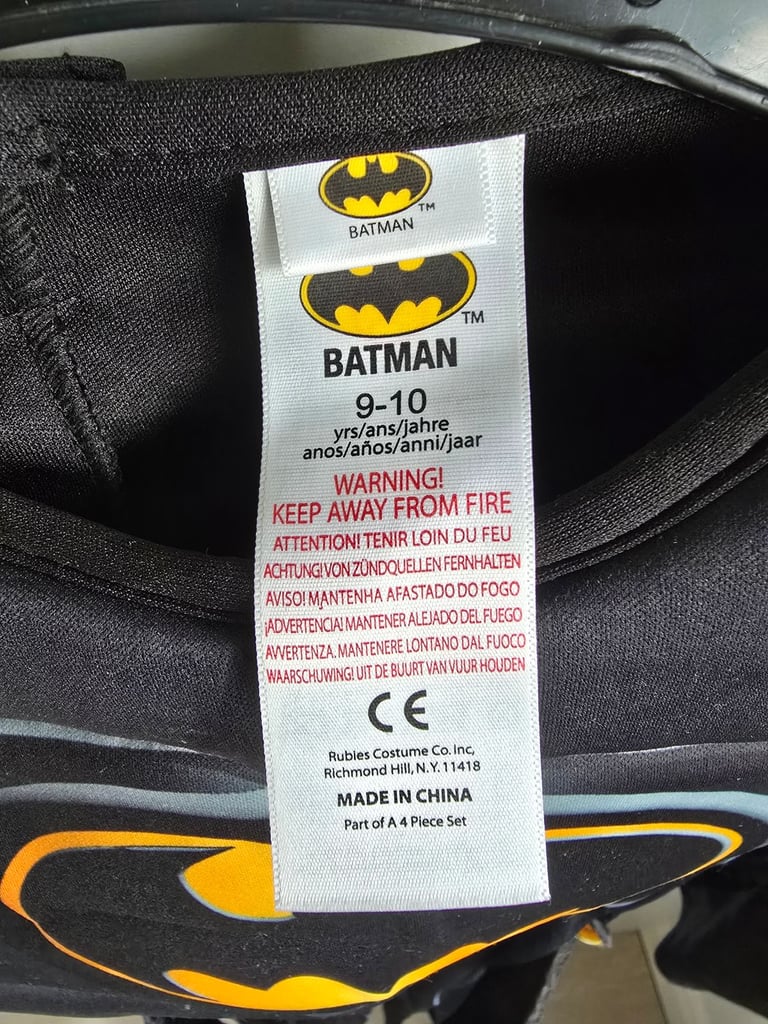 TM
BATMAN
TM
BATMAN
9-10
yrs/ans/jahre
anos/años/anni/jaar
WARNING!
KEEP AWAY FROM FIRE
ATTENTION! TENIR LOIN DU FEU
ACHTUNG! VON ZÜNDQUELLEN FERNHALTEN
AVISO! MANTENHA AFASTADO DO FOGO
¡ADVERTENCIA! MANTENER ALEJADO DEL FUEGO
AVVERTENZA. MANTENERE LONTANO DAL FUOCO
WAARSCHUWING! UIT DE BUURT VAN VUUR HOUDEN
CE
Rubies Costume Co. Inc,
Richmond Hill, N.Y. 11418
MADE IN CHINA
Part of A 4 Piece Set